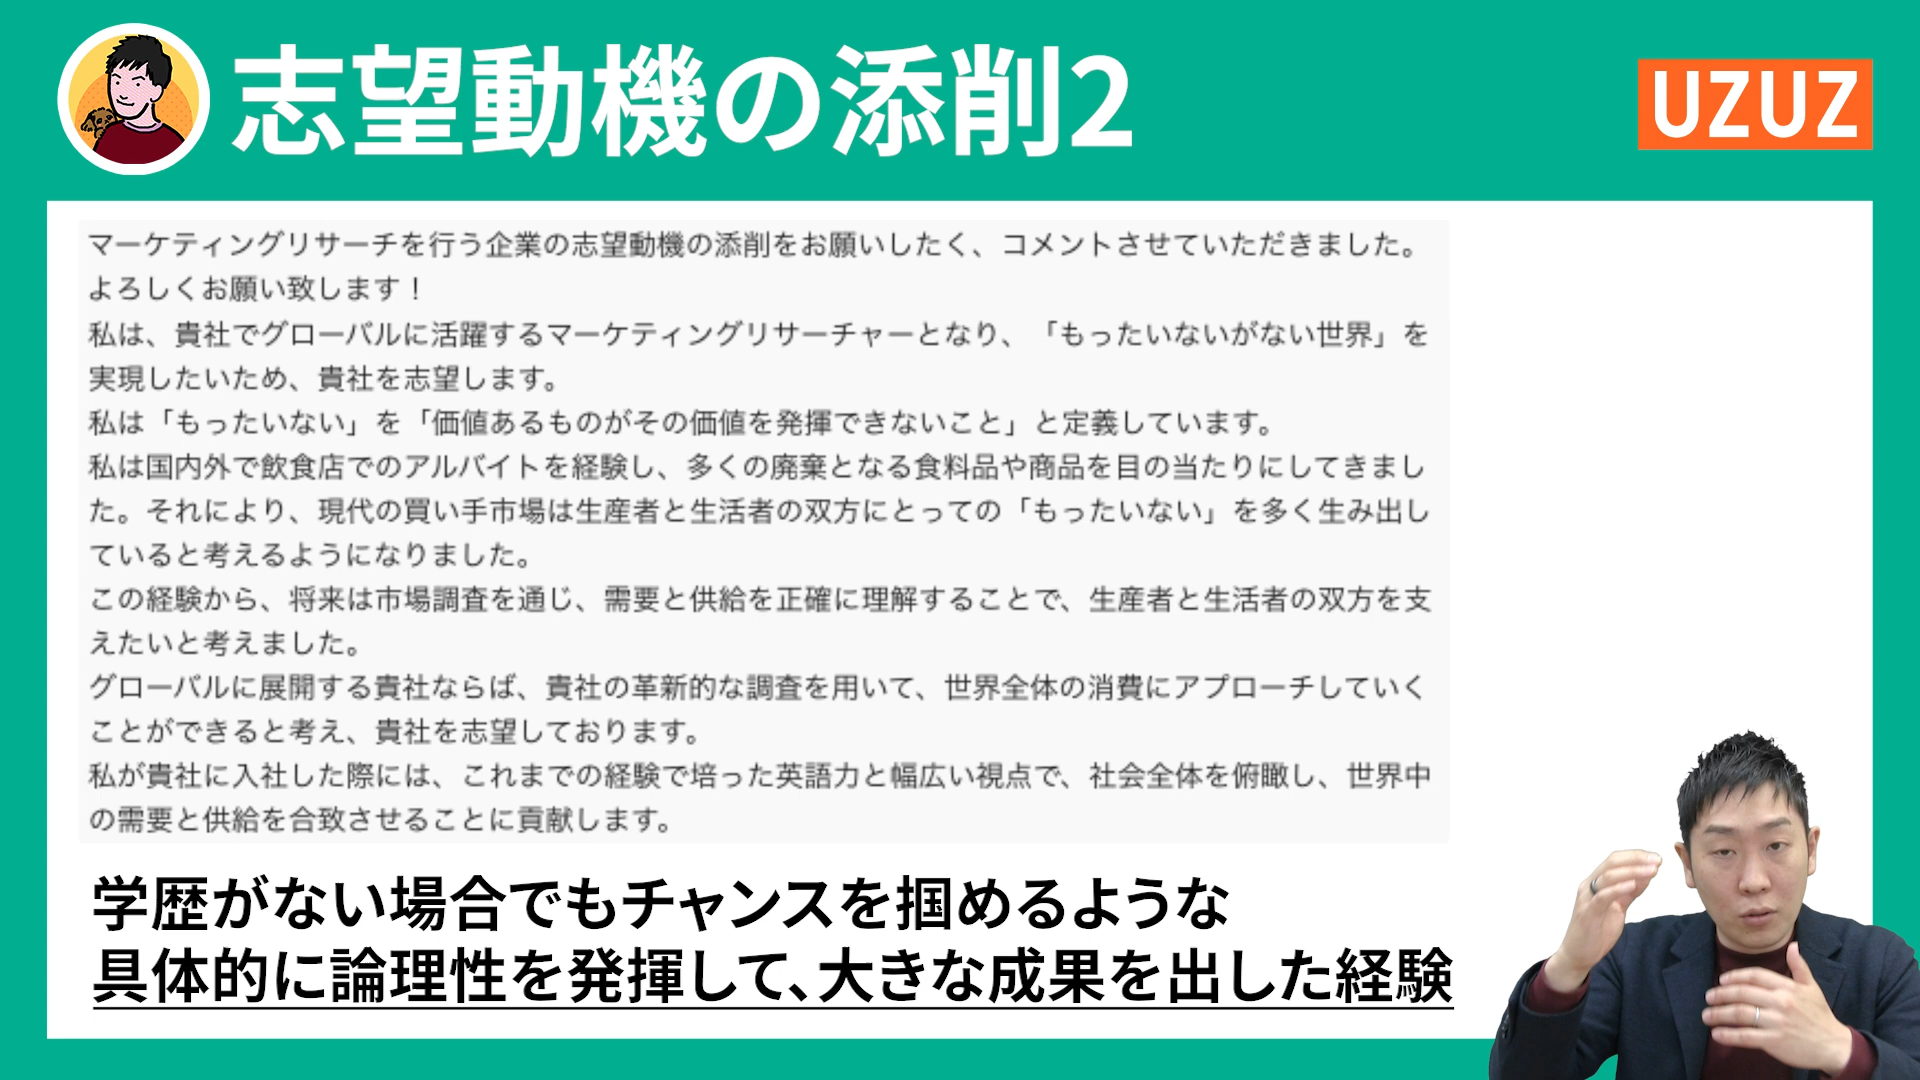 志望動機の添削2
UZUZ
マーケティングリサーチを行う企業の志望動機の添削をお願いしたく、コメントさせていただきました。
よろしくお願い致します！
私は、貴社でグローバルに活躍するマーケティングリサーチャーとなり、「もったいないがない世界」を
実現したいため、貴社を志望します。
私は「もったいない」を「価値あるものがその価値を発揮できないこと」と定義しています。
私は国内外で飲食店でのアルバイトを経験し、多くの廃棄となる食料品や商品を目の当たりにしてきまし
た。それにより、現代の買い手市場は生産者と生活者の双方にとっての「もったいない」を多く生み出し
ていると考えるようになりました。
この経験から、将来は市場調査を通じ、需要と供給を正確に理解することで、生産者と生活者の双方を支
えたいと考えました。
グローバルに展開する貴社ならば、貴社の革新的な調査を用いて、世界全体の消費にアプローチしていく
ことができると考え、貴社を志望しております。
私が貴社に入社した際には、これまでの経験で培った英語力と幅広い視点で、社会全体を俯瞰し、世界中
の需要と供給を合致させることに貢献します。
学歴がない場合でもチャンスを掴めるような
具体的に論理性を発揮して、大きな成果を出した経験